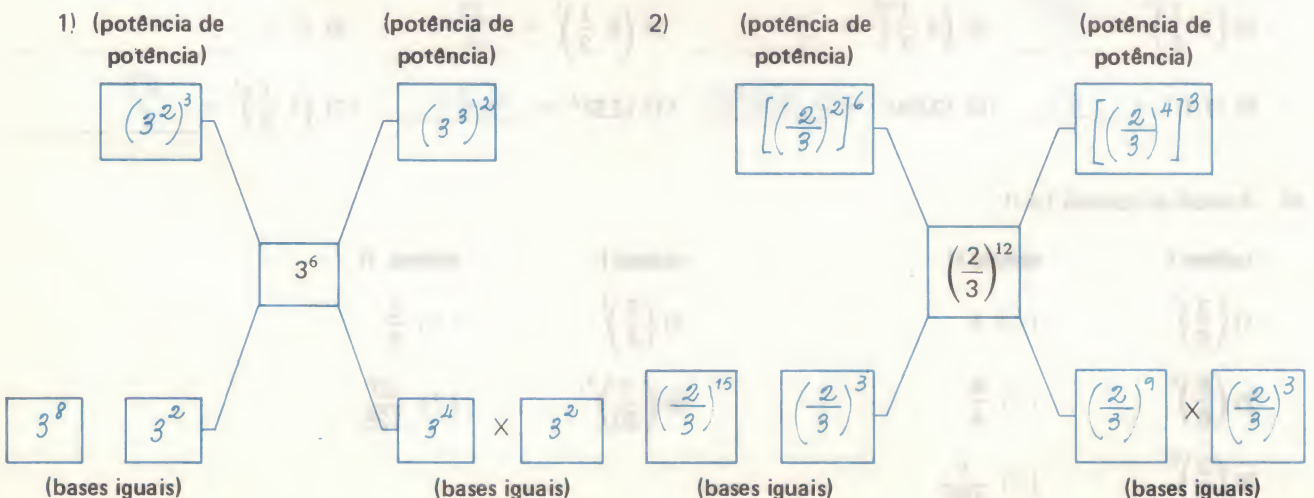 1) (potência de potência) (potência de potência) 2) (potência de potência) (potência de potência)
(3²)³ (3³)² [(2/3)²]⁶ [(2/3)⁴]³
3⁶ (2/3)¹²
3⁸ 3² 3⁴ × 3² (2/3)¹⁵ (2/3)³ (2/3)⁹ × (2/3)³
(bases iguais) (bases iguais) (bases iguais) (bases iguais)